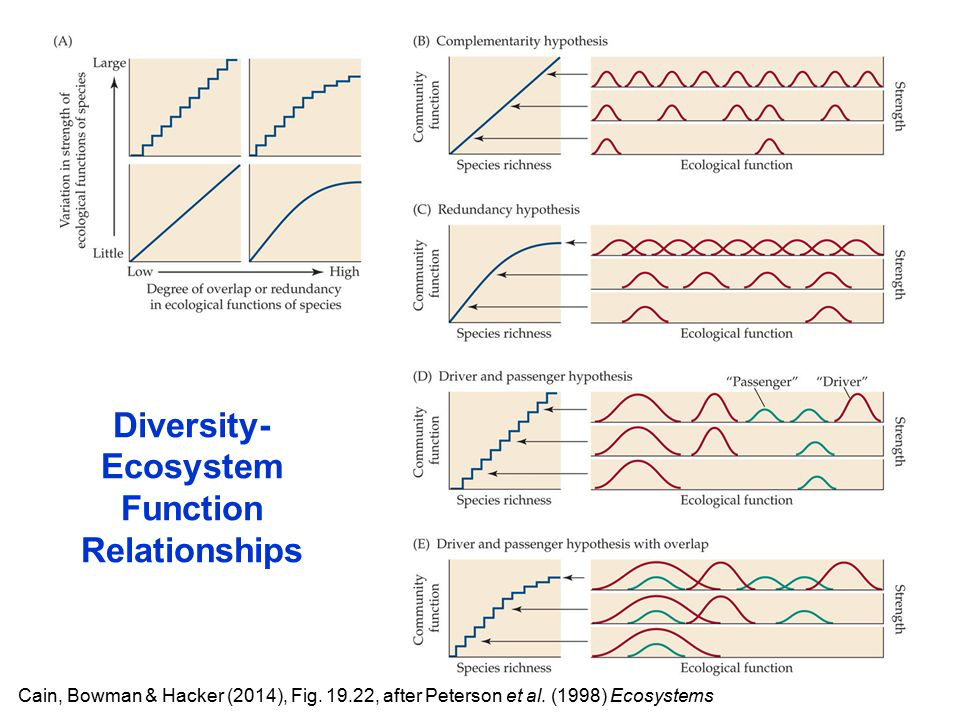 (A)
Large
Variation in strength of
ecological functions of species
Little
Low
High
Degree of overlap or redundancy
in ecological functions of species
(B) Complementarity hypothesis
Community
function
Species richness
Ecological function
Strength
(C) Redundancy hypothesis
Community
function
Species richness
Ecological function
Strength
(D) Driver and passenger hypothesis
“Passenger”
“Driver”
Community
function
Species richness
Ecological function
Strength
(E) Driver and passenger hypothesis with overlap
Community
function
Species richness
Ecological function
Strength
Diversity-
Ecosystem
Function
Relationships
Cain, Bowman & Hacker (2014), Fig. 19.22, after Peterson et al. (1998) Ecosystems